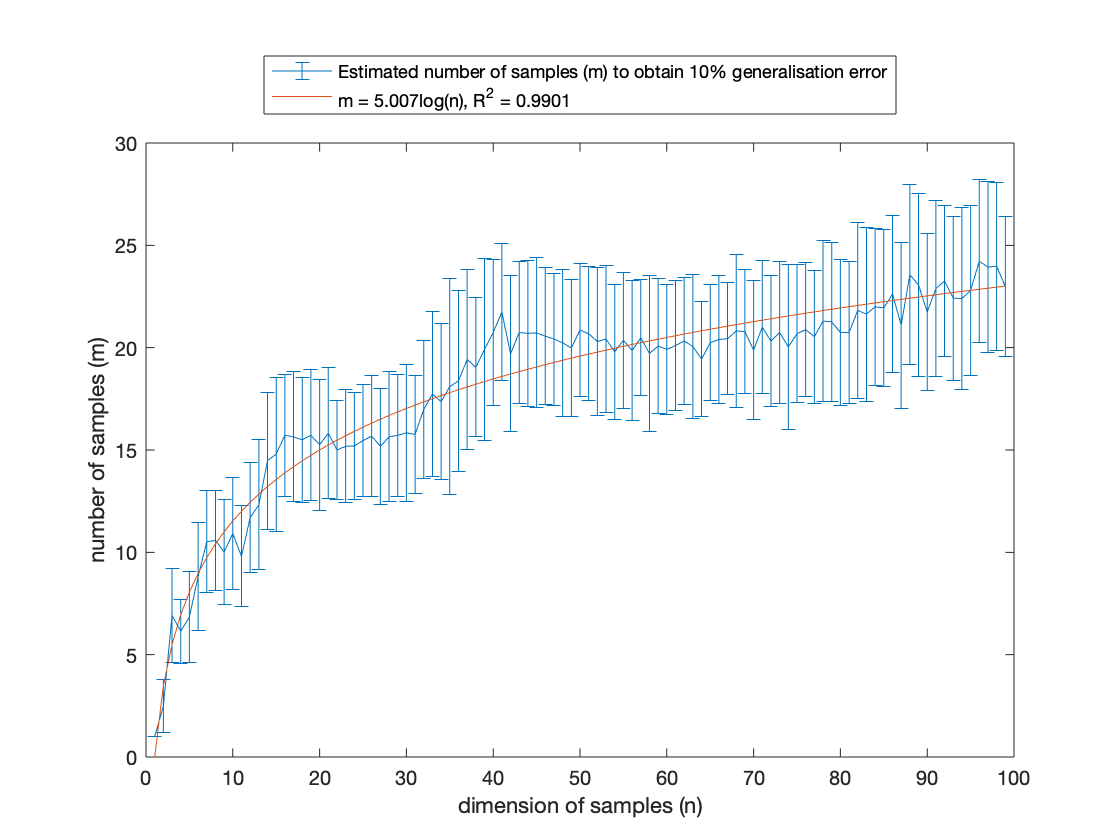 Estimated number of samples (m) to obtain 10% generalisation error
m = 5.007log(n), R² = 0.9901
30
25
20
15
10
5
0
number of samples (m)
0 10 20 30 40 50 60 70 80 90 100
dimension of samples (n)